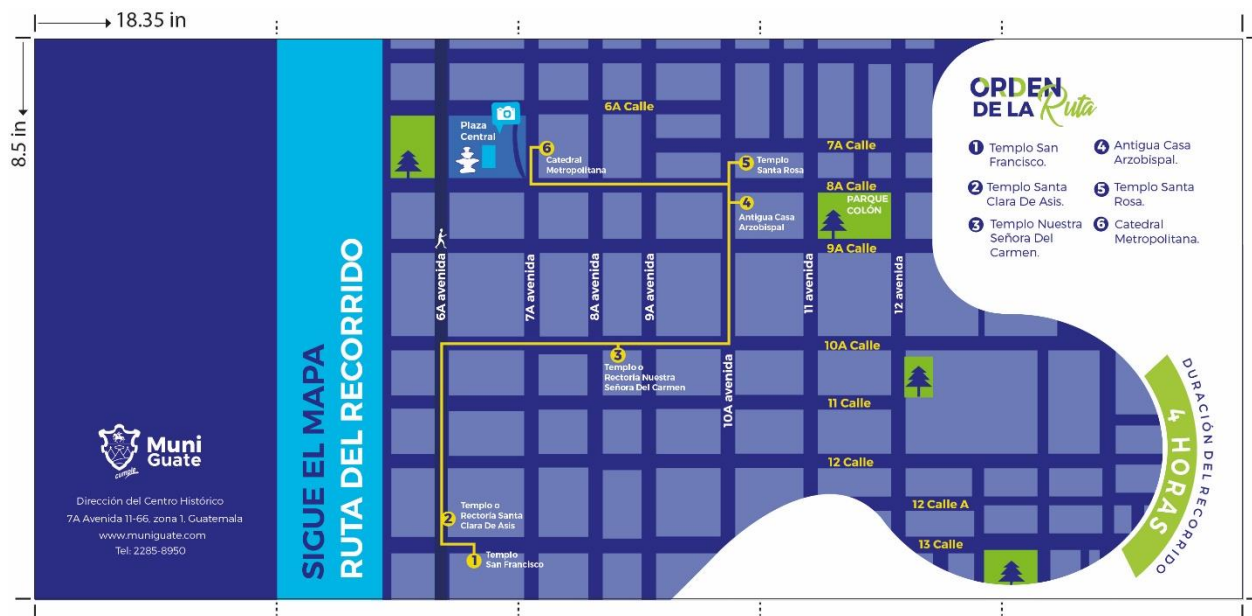 18.35 in
8.5 in
Muni
Guate
cumple
Dirección del Centro Histórico
7A Avenida 11-66, zona 1, Guatemala
www.muniguate.com
Tel: 2285-8950
SIGUE EL MAPA
RUTA DEL RECORRIDO
6A Calle
Plaza
Central
6
Catedral
Metropolitana
7A Calle
5 Templo
Santa Rosa
8A Calle
PARQUE
COLÓN
4
Antigua Casa
Arzobispal
9A Calle
6A avenida
7A avenida
8A avenida
9A avenida
11 avenida
12 avenida
10A Calle
3
Templo o
Rectoría Nuestra
Señora Del Carmen
10A avenida
11 Calle
12 Calle
Templo o
2 Rectoría Santa
Clara De Asis
12 Calle A
13 Calle
1 Templo
San Francisco
ORDEN
DE LA Ruta
1 Templo San
Francisco.
2 Templo Santa
Clara De Asis.
3 Templo Nuestra
Señora Del
Carmen.
4 Antigua Casa
Arzobispal.
5 Templo Santa
Rosa.
6 Catedral
Metropolitana.
DURACIÓN DEL RECORRIDO
4 HORAS